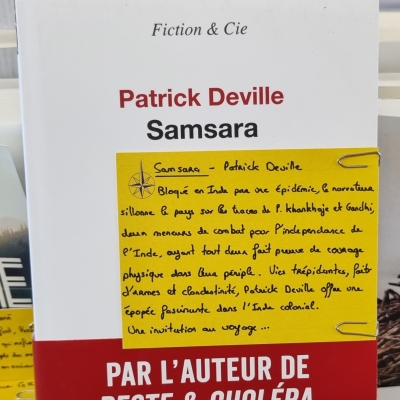 Fiction & Cie
Patrick Deville
Samsara
Samsara - Patrick Deville
Bloqué en Inde par une épidémie, le narrateur
sillonne le pays sur les traces de P. Khankhoje et Gandhi,
deux meneurs de combat pour l'indépendance de
l'Inde, ayant tout deux fait preuve de courage
physique dans leur périple. Vies trépidantes, faits
d'armes et clandestinité, Patrick Deville offre une
épopée fascinante dans l'Inde colonial.
Une invitation au voyage...
PAR L'AUTEUR DE
PESTE & CHOLÉRA